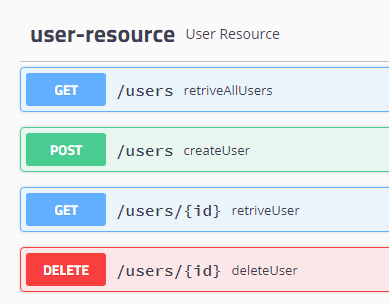 user-resource User Resource
GET /users retriveAllUsers
POST /users createUser
GET /users/{id} retriveUser
DELETE /users/{id} deleteUser